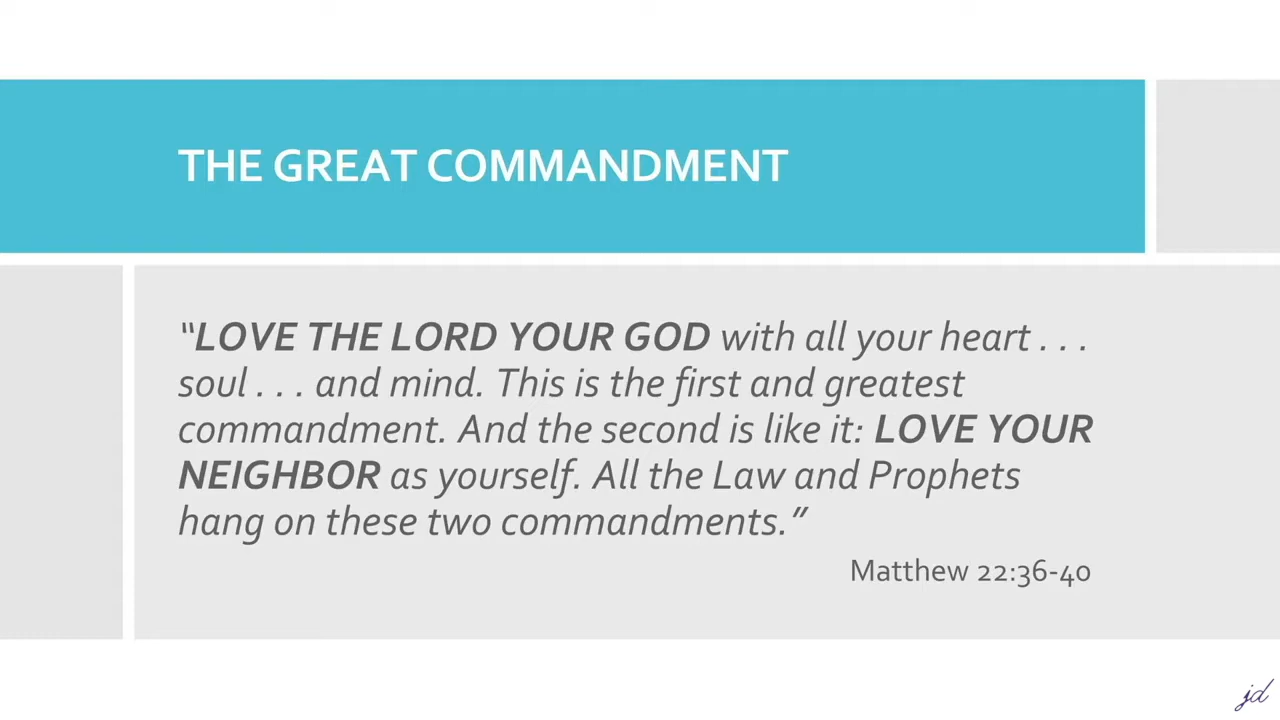 THE GREAT COMMANDMENT
“LOVE THE LORD YOUR GOD with all your heart . . .
soul . . . and mind. This is the first and greatest
commandment. And the second is like it: LOVE YOUR
NEIGHBOR as yourself. All the Law and Prophets
hang on these two commandments.”
Matthew 22:36-40
jd